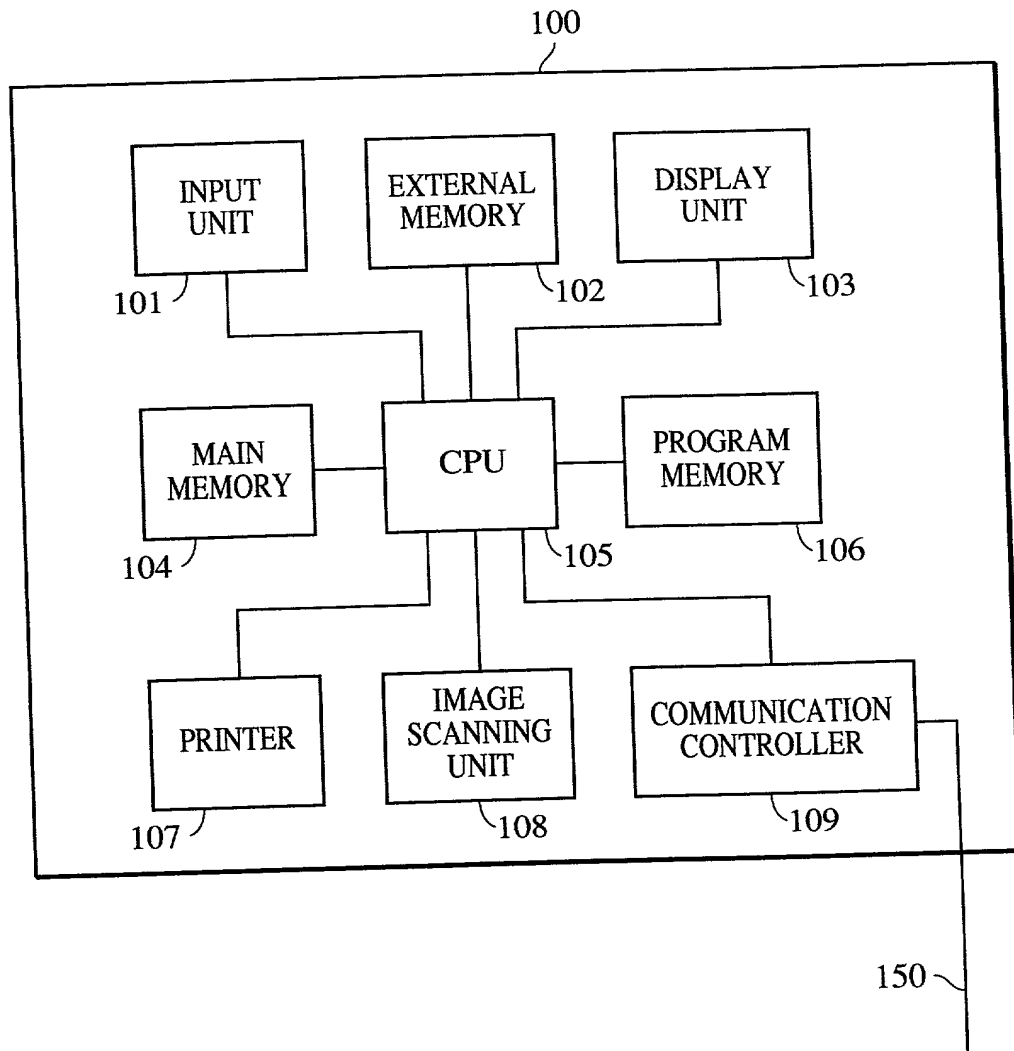 100
INPUT
UNIT
EXTERNAL
MEMORY
DISPLAY
UNIT
101
102
103
MAIN
MEMORY
CPU
PROGRAM
MEMORY
104
105
106
PRINTER
IMAGE
SCANNING
UNIT
COMMUNICATION
CONTROLLER
107
108
109
150